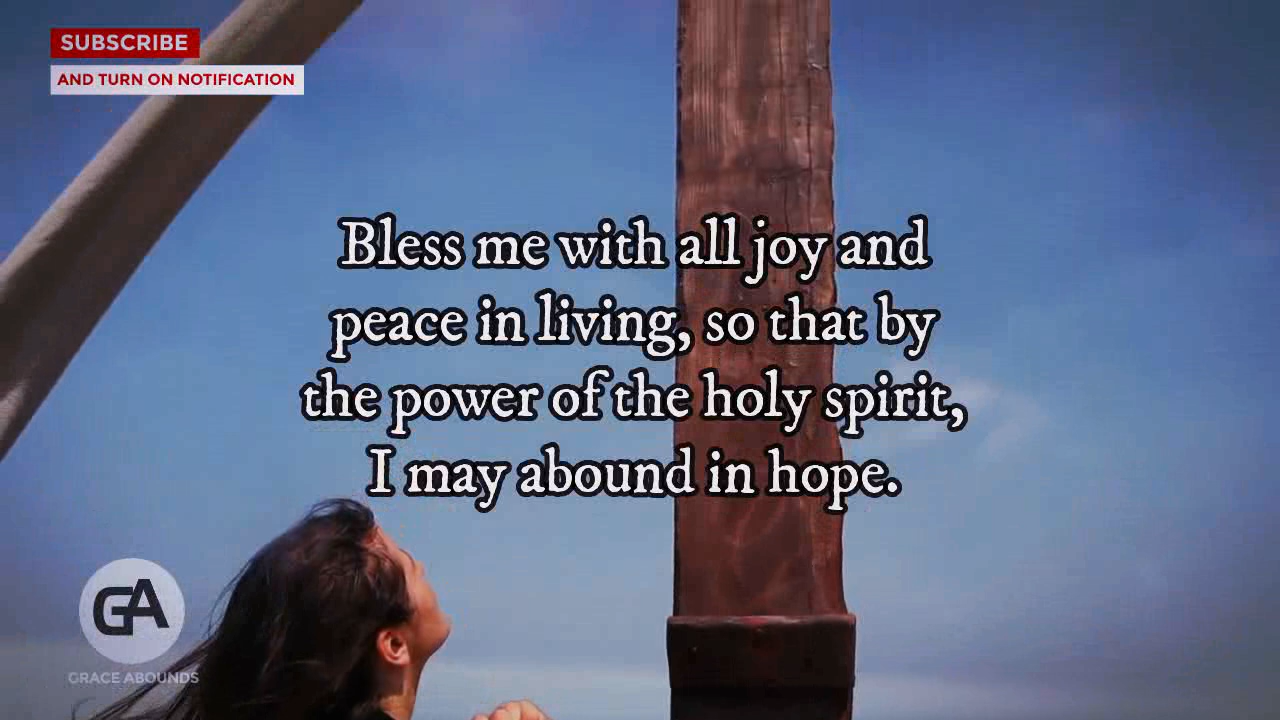 SUBSCRIBE
AND TURN ON NOTIFICATION
Bless me with all joy and
peace in living, so that by
the power of the holy spirit,
I may abound in hope.
GA
GRACE ABOUNDS